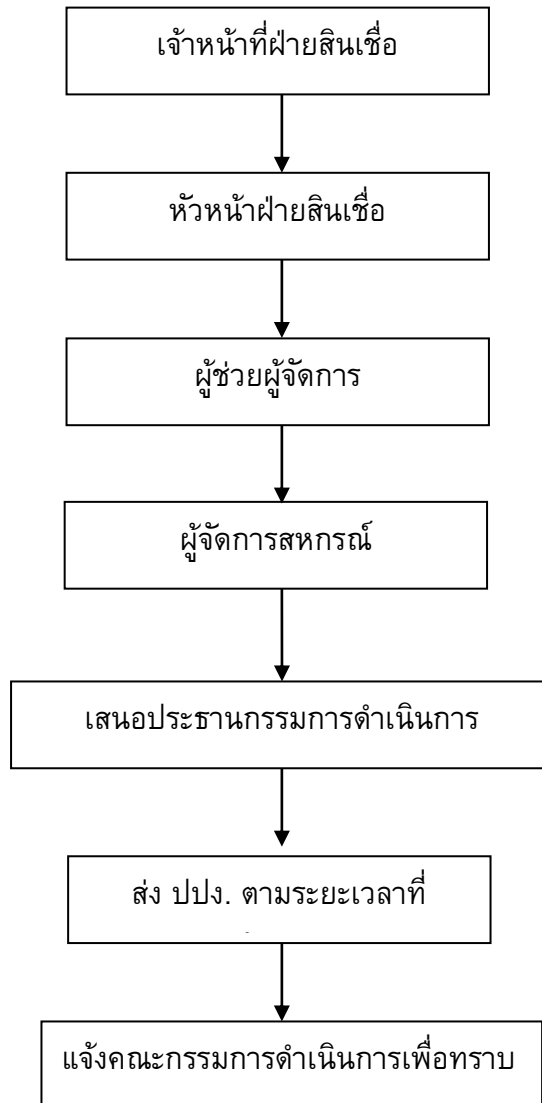 เจ้าหน้าที่ฝ่ายสินเชื่อ
หัวหน้าฝ่ายสินเชื่อ
ผู้ช่วยผู้จัดการ
ผู้จัดการสหกรณ์
เสนอประธานกรรมการดำเนินการ
ส่ง ปปง. ตามระยะเวลาที่
แจ้งคณะกรรมการดำเนินการเพื่อทราบ